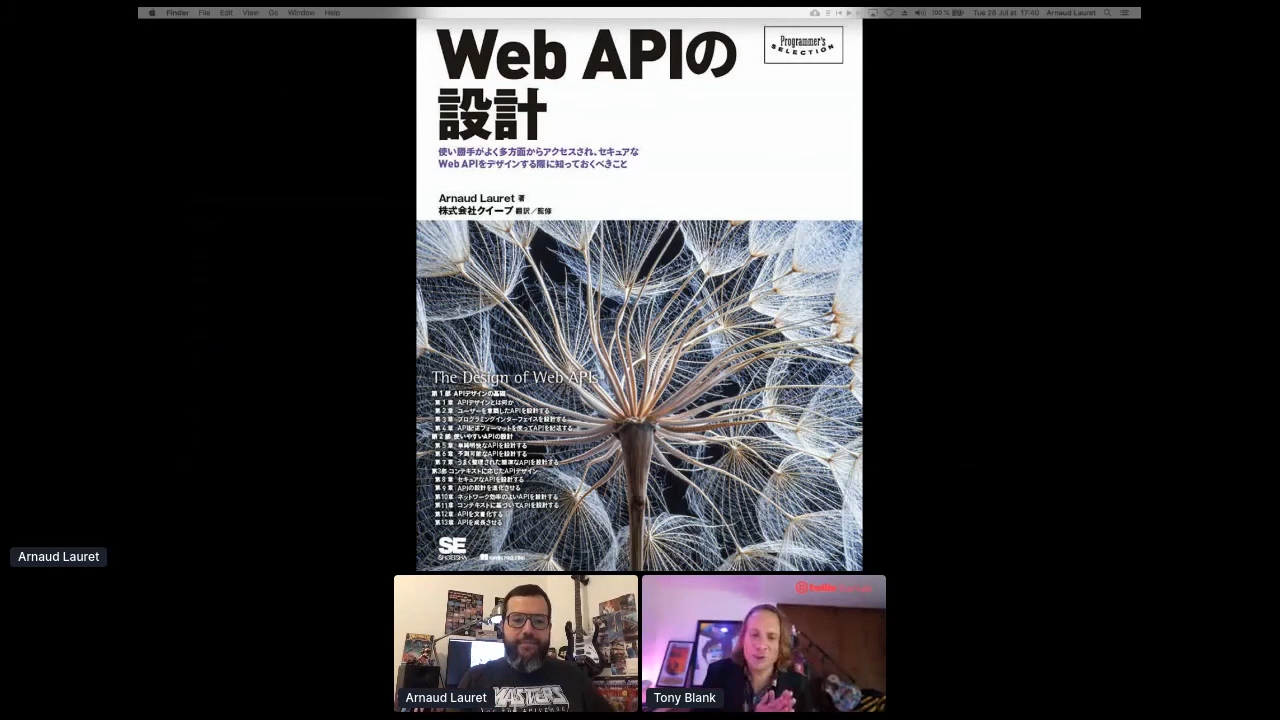 Finder File Edit View Go Window Help
100 % Tue 28 Jul at 17:40 Arnaud Lauret
Web APIの
設計
Programmer's
SELECTION
使い勝手がよく多方面からアクセスされ、セキュアな
Web APIをデザインする際に知っておくべきこと
Arnaud Lauret 著
株式会社クイープ 翻訳／監修
The Design of Web APIs
第1部 APIデザインの基礎
第1章 APIデザインとは何か
第2章 ユーザーを意識したAPIを設計する
第3章 プログラミングインターフェイスを設計する
第4章 API記述フォーマットを使ってAPIを記述する
第2部 使いやすいAPIの設計
第5章 単純明快なAPIを設計する
第6章 予測可能なAPIを設計する
第7章 うまく整理された簡潔なAPIを設計する
第3部 コンテキストに応じたAPIデザイン
第8章 セキュアなAPIを設計する
第9章 APIの設計を進化させる
第10章 ネットワーク効率のよいAPIを設計する
第11章 コンテキストに基づいてAPIを設計する
第12章 APIを文書化する
第13章 APIを成長させる
SE
SHOEISHA
Arnaud Lauret
MASTERS
Arnaud Lauret
Tony Blank